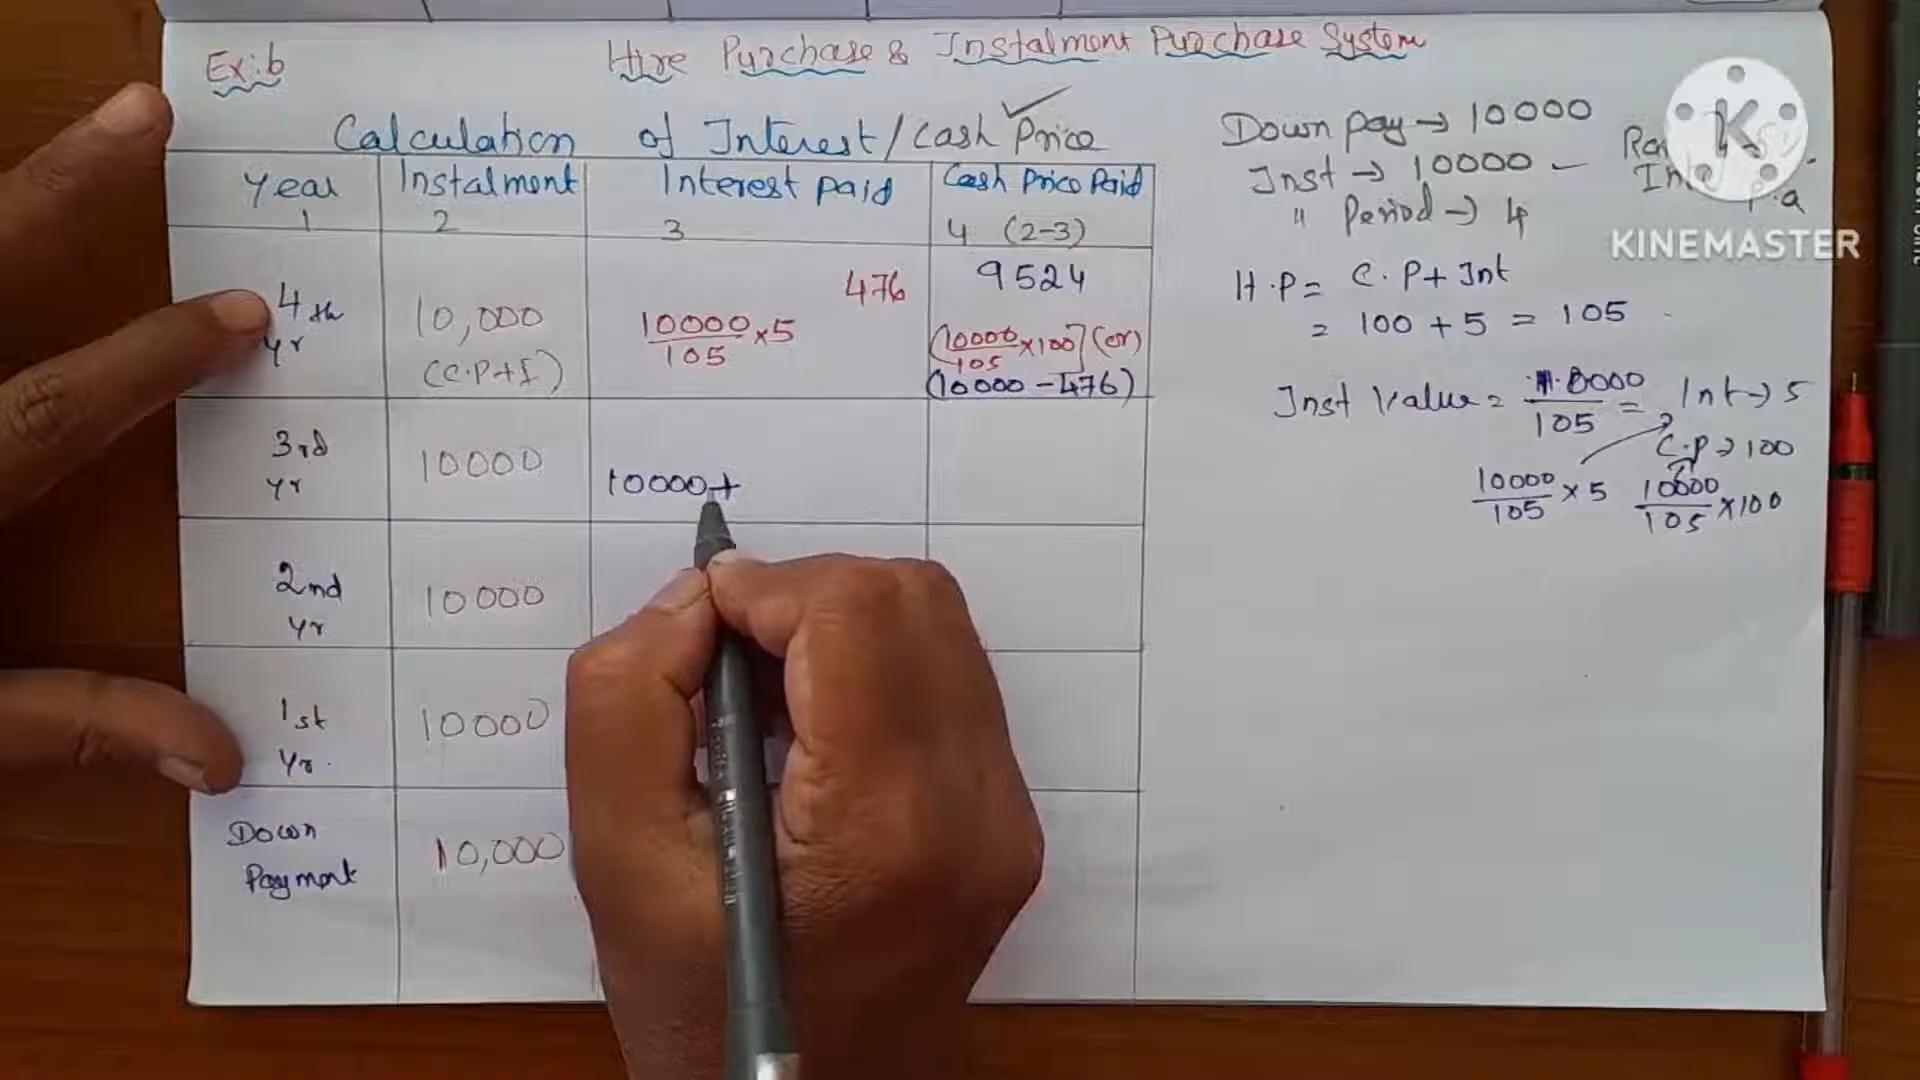 Ex:6
Hire Purchase & Instalment Purchase System
Calculation of Interest/Cash Price
Year Instalment Interest Paid Cash Price Paid
1 2 3 4 (2-3)
4th yr
10,000
(C.P+I)
476
10000/105 ×5
9524
(10000/105 ×100) (or)
(10000-476)
3rd yr
10000
10000+
2nd yr
10000
1st yr.
10000
Down Payment
10,000
Down pay → 10000
Inst → 10000
" Period → 4
p.a
H.P = C.P + Int
= 100 + 5 = 105
Inst Value = 10000/105 = Int → 5
C.P → 100
10000/105 × 5 10000/105 ×100
KINEMASTER